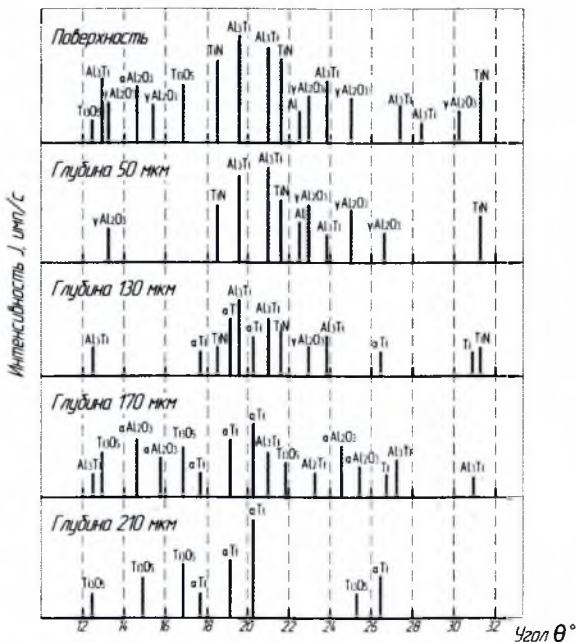 Поверхность
Ti3O5 Al3Ti γAl2O3 αAl2O3 γAl2O3 Ti3O5 TiN Al3Ti Al3Ti TiN Al γAl2O3 Al3Ti γAl2O3 Al3Ti Al3Ti γAl2O3 TiN
Глубина 50 мкм
γAl2O3 TiN Al3Ti Al3Ti TiN Al γAl2O3 Al3Ti γAl2O3 γAl2O3 TiN
Глубина 130 мкм
Al3Ti αTi TiN αTi Al3Ti αTi Al3Ti TiN γAl2O3 Al3Ti αTi Ti TiN
Глубина 170 мкм
Al3Ti Ti3O5 αAl2O3 αAl2O3 Ti3O5 αTi αTi αTi Al3Ti Ti3O5 Al2Ti αAl2O3 αAl2O3 Ti Al3Ti Al3Ti
Глубина 210 мкм
Ti3O5 Ti3O5 Ti3O5 αTi αTi αTi Ti3O5 αTi
12 14 16 18 20 22 24 26 28 30 32
Угол θ°
Интенсивность J, имп/с